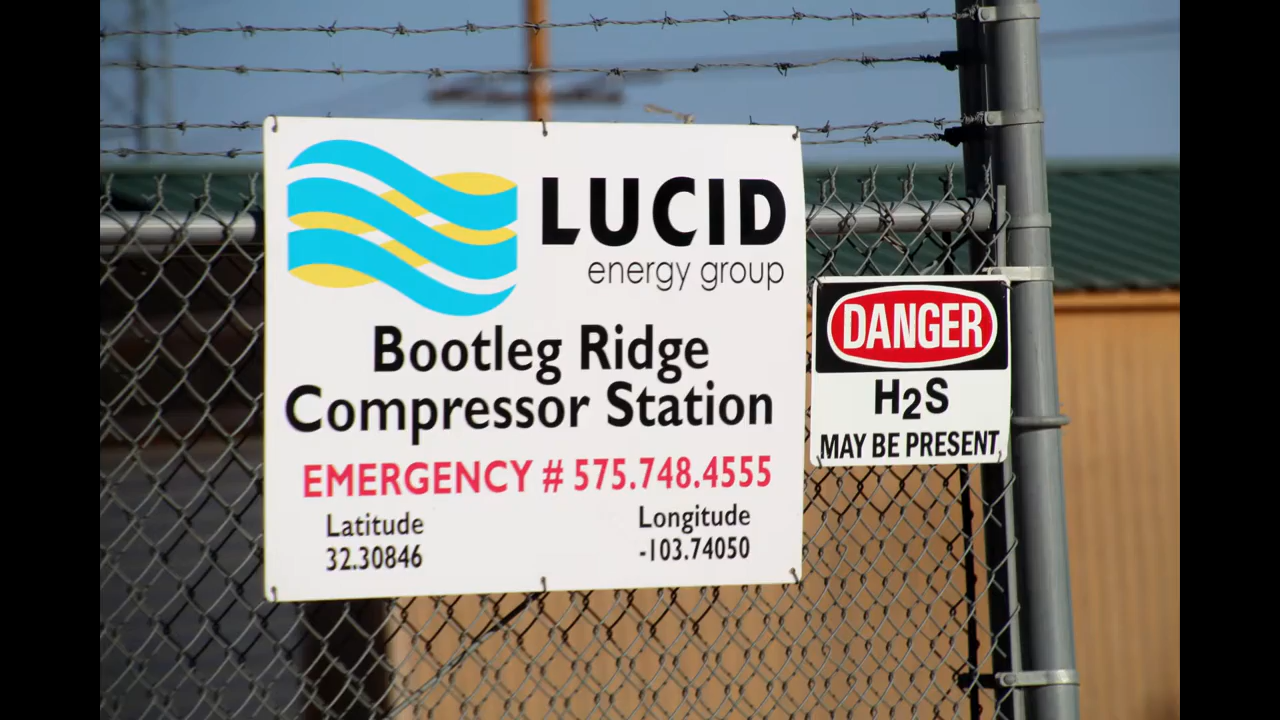 LUCID
energy group
Bootleg Ridge
Compressor Station
EMERGENCY # 575.748.4555
Latitude
32.30846
Longitude
-103.74050
DANGER
H2S
MAY BE PRESENT